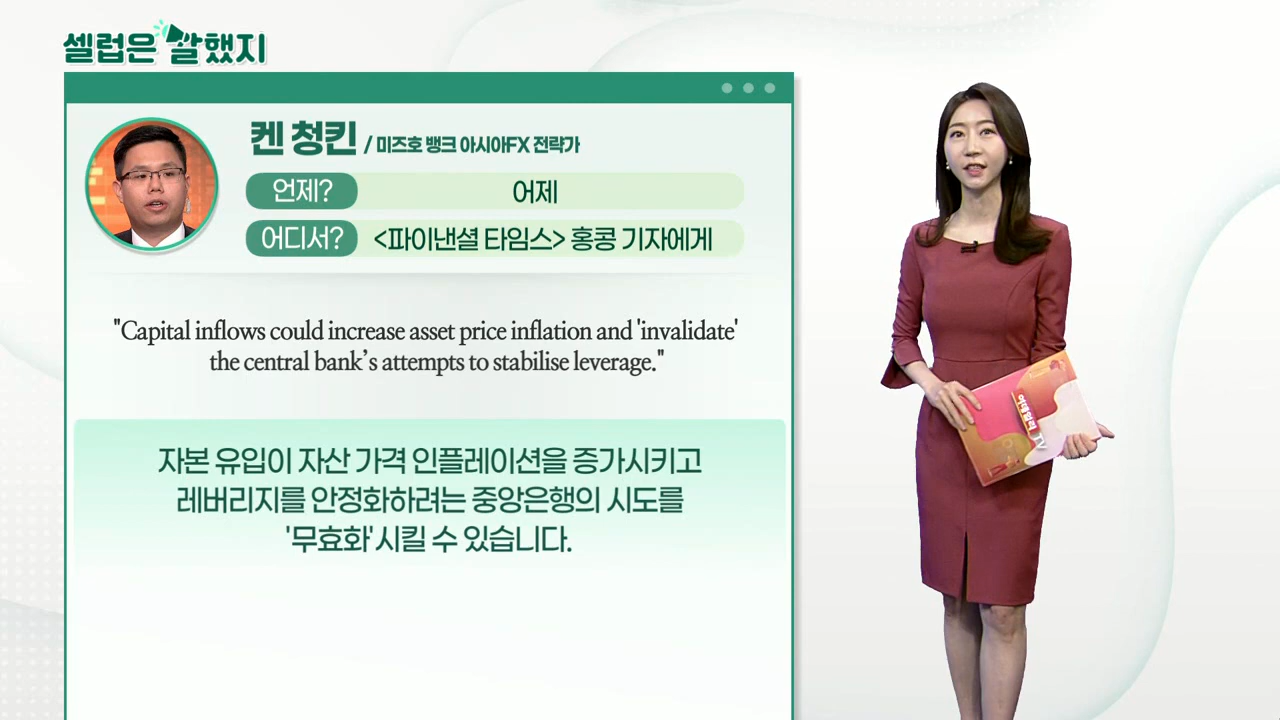 셀럽은 말했지
켄 청킨 / 미즈호 뱅크 아시아FX 전략가
언제? 어제
어디서? <파이낸셜 타임스> 홍콩 기자에게
"Capital inflows could increase asset price inflation and 'invalidate'
the central bank’s attempts to stabilise leverage."
자본 유입이 자산 가격 인플레이션을 증가시키고
레버리지를 안정화하려는 중앙은행의 시도를
'무효화'시킬 수 있습니다.
이데일리 TV